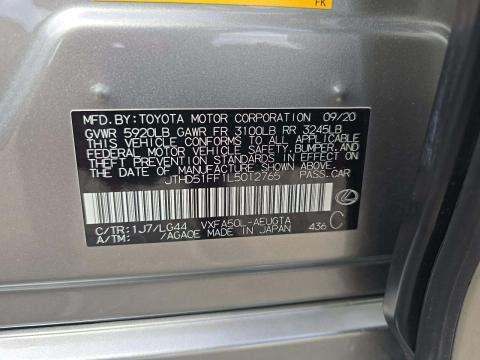 FK
MFD. BY: TOYOTA MOTOR CORPORATION 09/20
GVWR 5920LB GAWR FR 3100LB RR 3245LB
THIS VEHICLE CONFORMS TO ALL APPLICABLE
FEDERAL MOTOR VEHICLE SAFETY, BUMPER, AND
THEFT PREVENTION STANDARDS IN EFFECT ON
THE DATE OF MANUFACTURE SHOWN ABOVE.
JTHD51FF1L5012765 PASS.CAR
C/TR: 1J7/LG44 VXFA50L-AEUGTA C
A/TM: /AGA0E MADE IN JAPAN 436